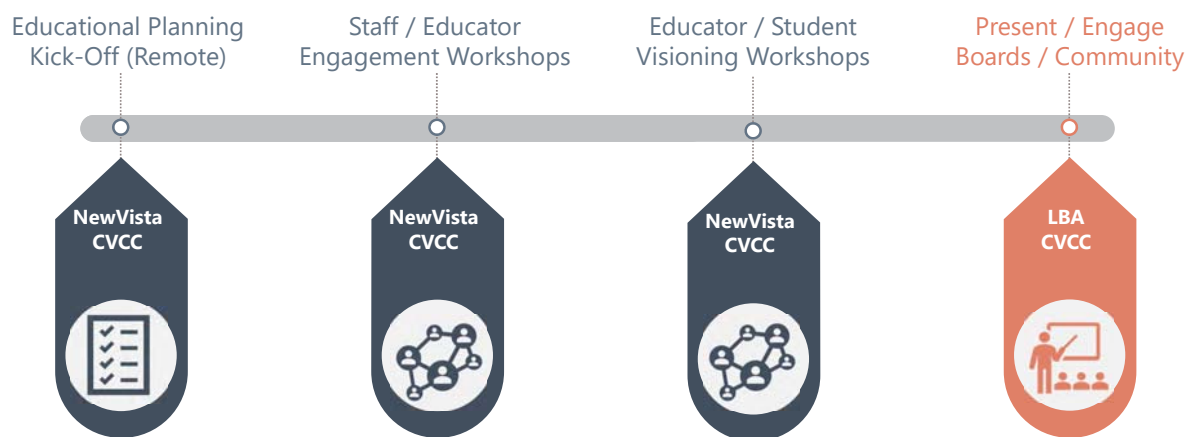 Educational Planning
Kick-Off (Remote)
Staff / Educator
Engagement Workshops
Educator / Student
Visioning Workshops
Present / Engage
Boards / Community
NewVista
CVCC
NewVista
CVCC
NewVista
CVCC
LBA
CVCC